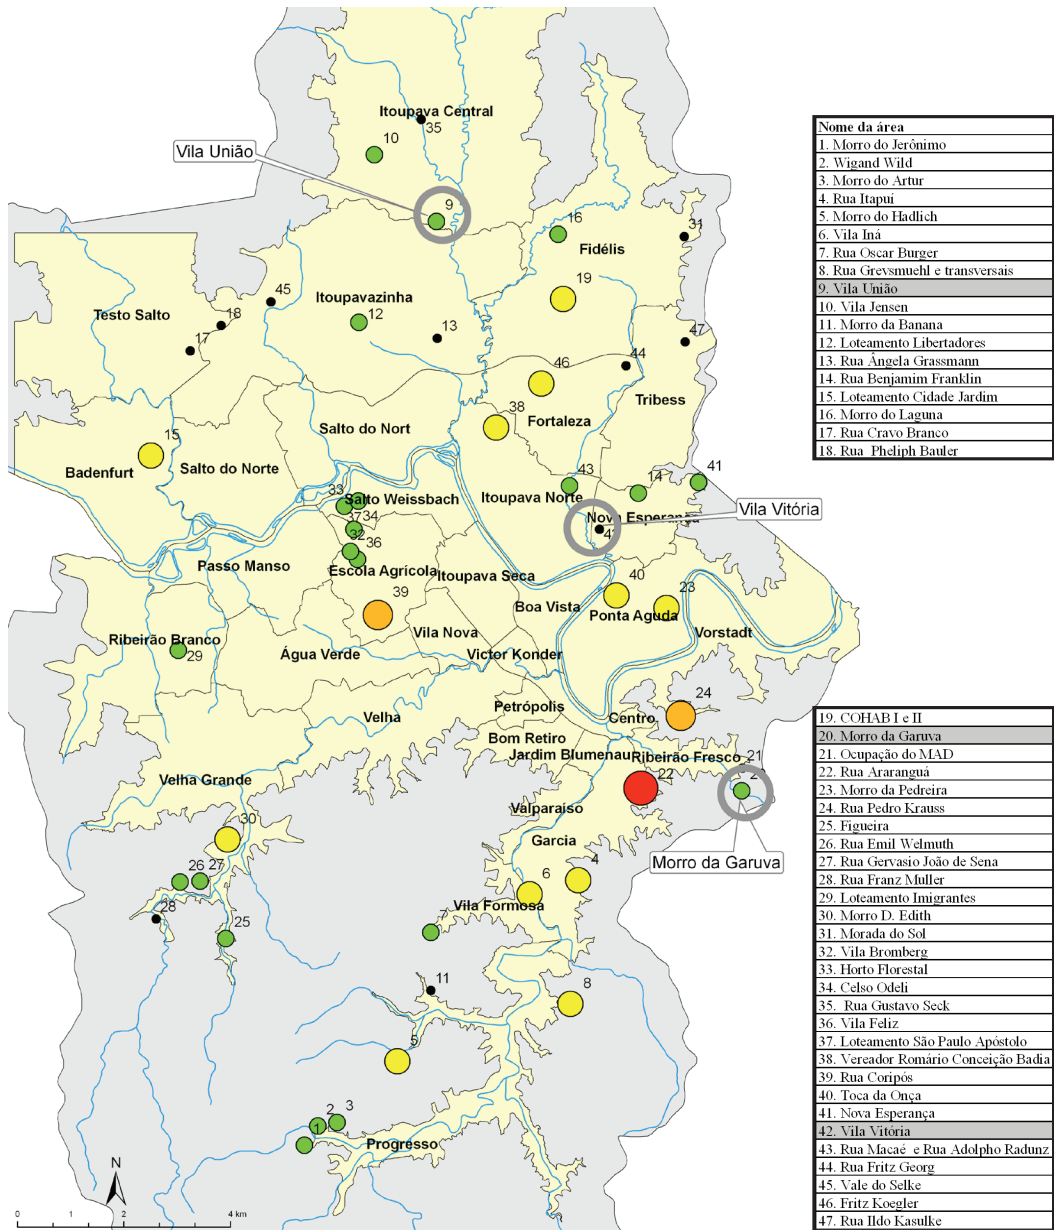 Itoupava Central
35
10
Vila União
9
16
31
Fidélis
19
45
Itoupavazinha
12
Testo Salto
18
17
13
47
44
46
Tribess
38
Fortaleza
Salto do Nort
15
Badenfurt
Salto do Norte
43
41
14
33
Salto Weissbach
Itoupava Norte
37
34
Nova Esperança
Vila Vitória
32
36
Passo Manso
Escola Agrícola
Itoupava Seca
40
23
39
Boa Vista
Ponta Aguda
Ribeirão Branco
Vila Nova
Vorstadt
29
Água Verde
Victor Konder
24
Petrópolis
Velha
Centro
Bom Retiro
Jardim Blumenau
Ribeirão Fresco
21
22
2
Velha Grande
Valparaíso
30
Garcia
Morro da Garuva
26
27
6
4
28
Vila Formosa
25
7
11
8
5
2
3
1
Progresso
N
0 1 2 4 km
Nome da área
1. Morro do Jerônimo
2. Wigand Wild
3. Morro do Artur
4. Rua Itapuí
5. Morro do Hadlich
6. Vila Iná
7. Rua Oscar Burger
8. Rua Grevsmuehl e transversais
9. Vila União
10. Vila Jensen
11. Morro da Banana
12. Loteamento Libertadores
13. Rua Ângela Grassmann
14. Rua Benjamim Franklin
15. Loteamento Cidade Jardim
16. Morro do Laguna
17. Rua Cravo Branco
18. Rua Pheliph Bauler
19. COHAB I e II
20. Morro da Garuva
21. Ocupação do MAD
22. Rua Araranguá
23. Morro da Pedreira
24. Rua Pedro Krauss
25. Figueira
26. Rua Emil Welmuth
27. Rua Gervasio João de Sena
28. Rua Franz Muller
29. Loteamento Imigrantes
30. Morro D. Edith
31. Morada do Sol
32. Vila Bromberg
33. Horto Florestal
34. Celso Odeli
35. Rua Gustavo Seck
36. Vila Feliz
37. Loteamento São Paulo Apóstolo
38. Vereador Romário Conceição Badia
39. Rua Coripós
40. Toca da Onça
41. Nova Esperança
42. Vila Vitória
43. Rua Macaé e Rua Adolpho Radunz
44. Rua Fritz Georg
45. Vale do Selke
46. Fritz Koegler
47. Rua Ildo Kasulke